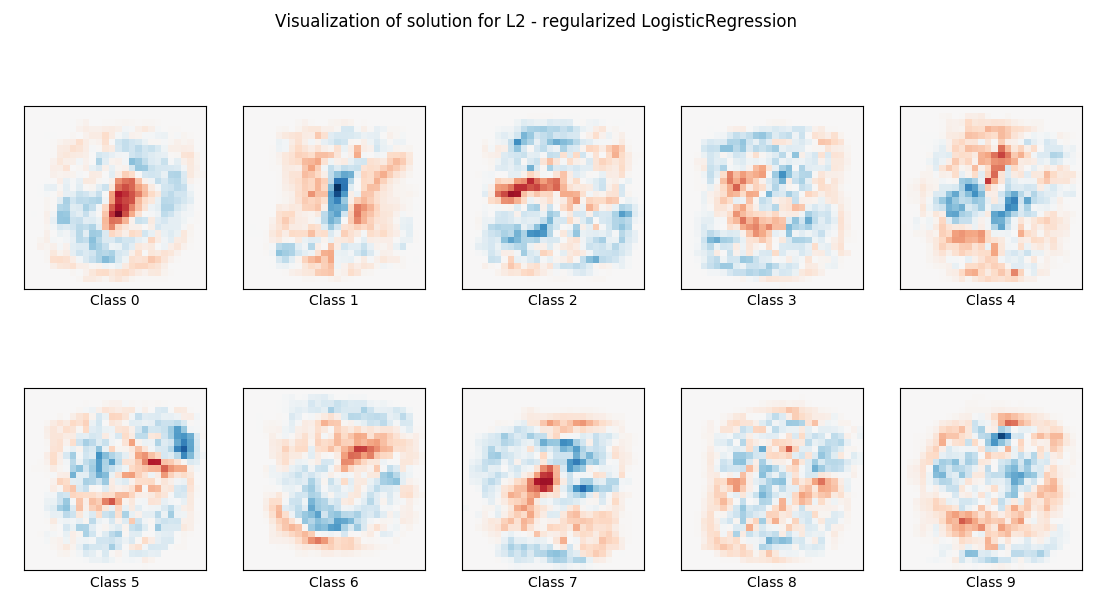 Visualization of solution for L2 - regularized LogisticRegression
Class 0
Class 1
Class 2
Class 3
Class 4
Class 5
Class 6
Class 7
Class 8
Class 9